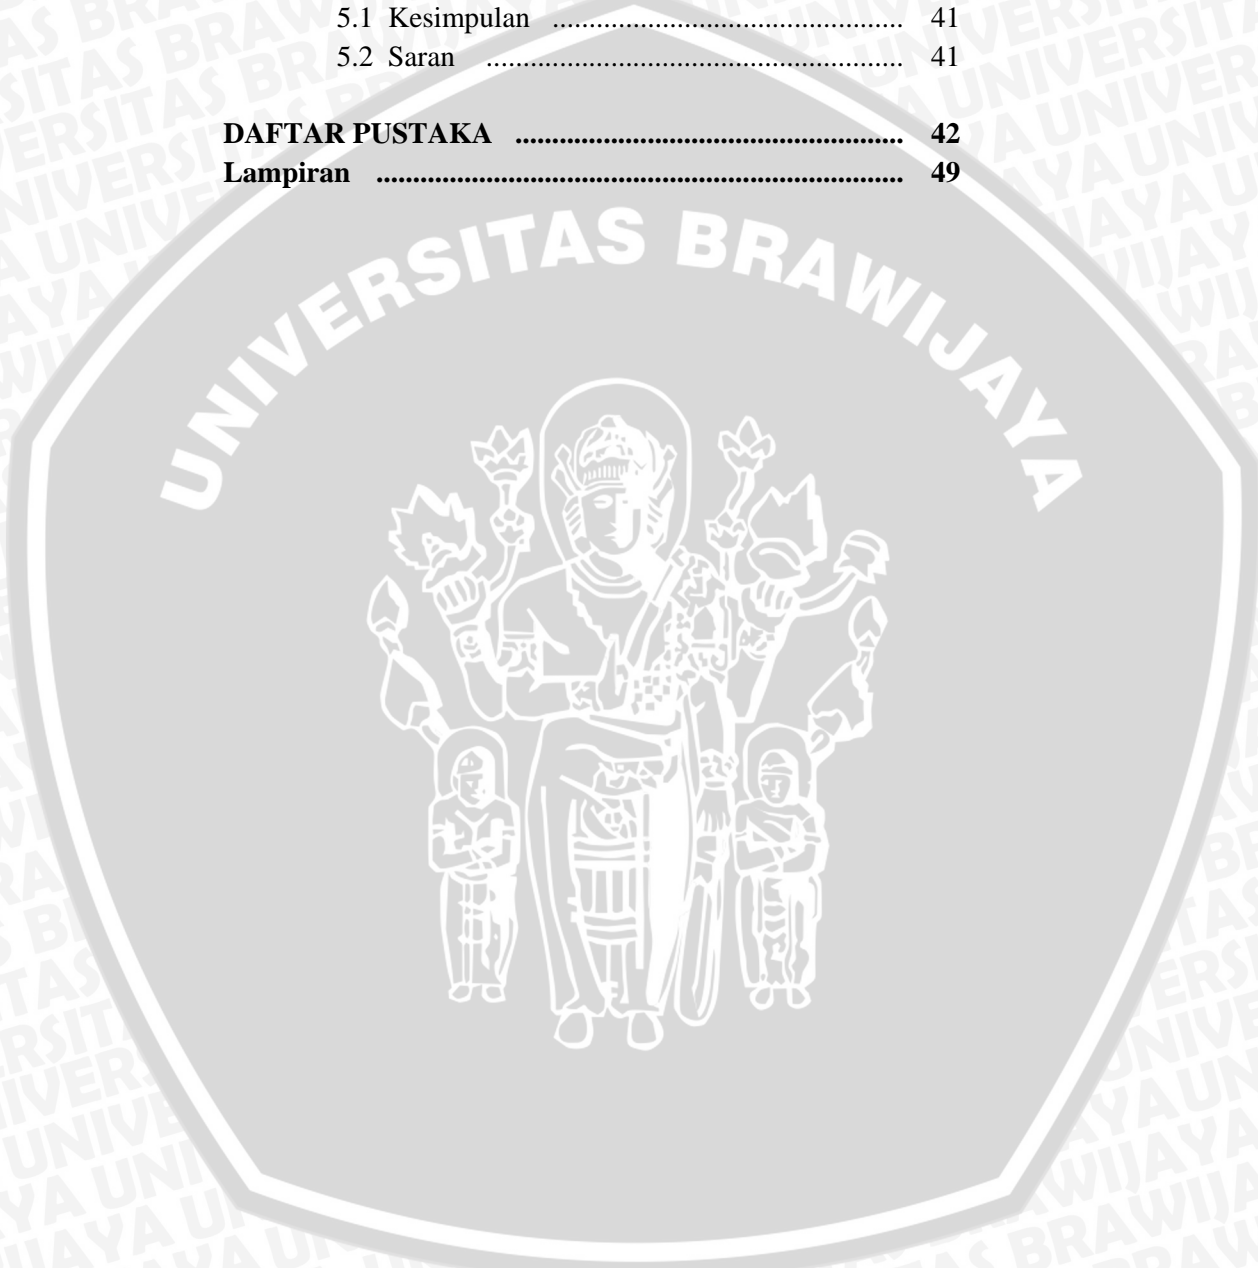 5.1 Kesimpulan ............................................... 41
5.2 Saran ........................................................ 41
DAFTAR PUSTAKA .................................................... 42
Lampiran ....................................................................... 49
UNIVERSITAS BRAWIJAYA